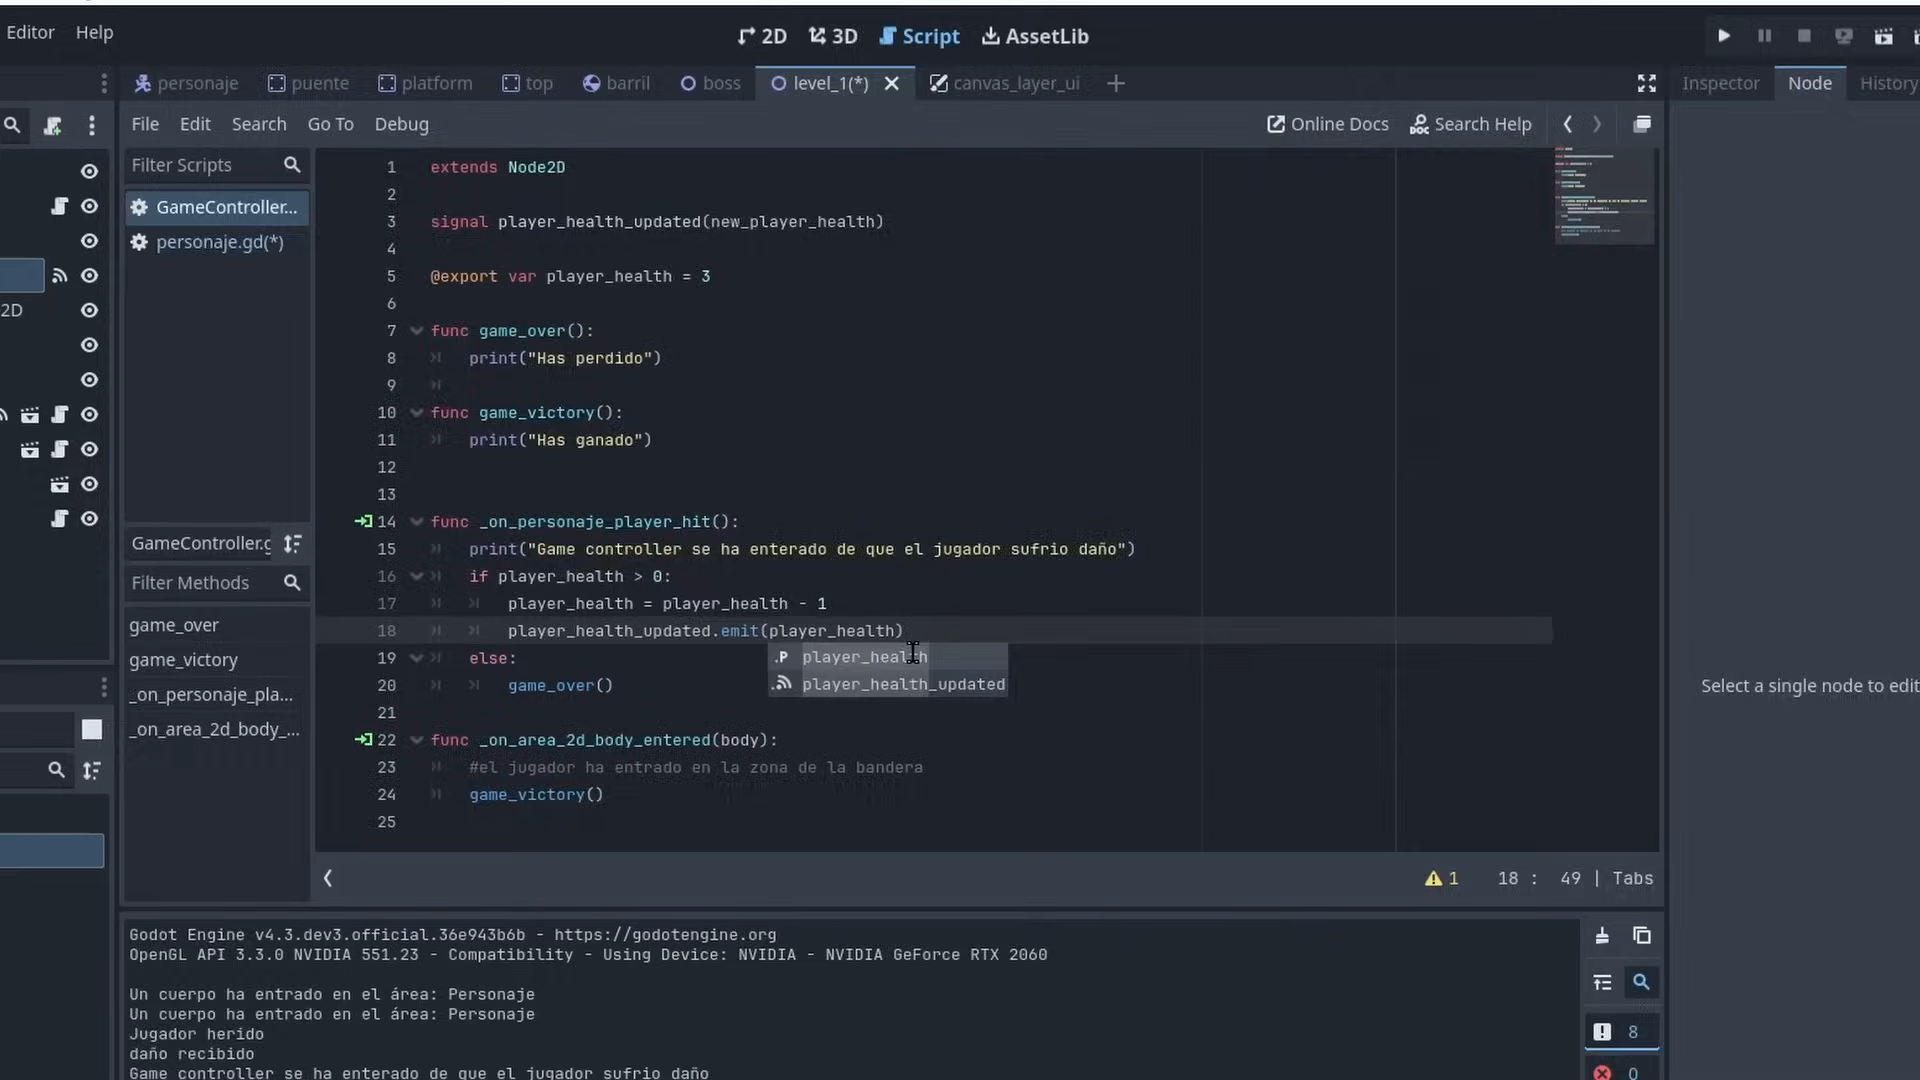 Editor Help
2D 3D Script AssetLib
personaje puente platform top barril boss level_1(*) canvas_layer_ui
Inspector Node History
File Edit Search Go To Debug
Online Docs Search Help
Filter Scripts
GameController...
personaje.gd(*)
2D
GameController.g
Filter Methods
game_over
game_victory
_on_personaje_pla...
_on_area_2d_body_...
1 extends Node2D
2
3 signal player_health_updated(new_player_health)
4
5 @export var player_health = 3
6
7 func game_over():
8 print("Has perdido")
9
10 func game_victory():
11 print("Has ganado")
12
13
14 func _on_personaje_player_hit():
15 print("Game controller se ha enterado de que el jugador sufrio daño")
16 if player_health > 0:
17 player_health = player_health - 1
18 player_health_updated.emit(player_health)
19 else:
20 game_over()
21
22 func _on_area_2d_body_entered(body):
23 #el jugador ha entrado en la zona de la bandera
24 game_victory()
25
.P player_health
player_health_updated
Select a single node to edit
1 18 : 49 | Tabs
Godot Engine v4.3.dev3.official.36e943b6b - https://godotengine.org
OpenGL API 3.3.0 NVIDIA 551.23 - Compatibility - Using Device: NVIDIA - NVIDIA GeForce RTX 2060
Un cuerpo ha entrado en el área: Personaje
Un cuerpo ha entrado en el área: Personaje
Jugador herido
daño recibido
Game controller se ha enterado de que el jugador sufrio daño
8
0